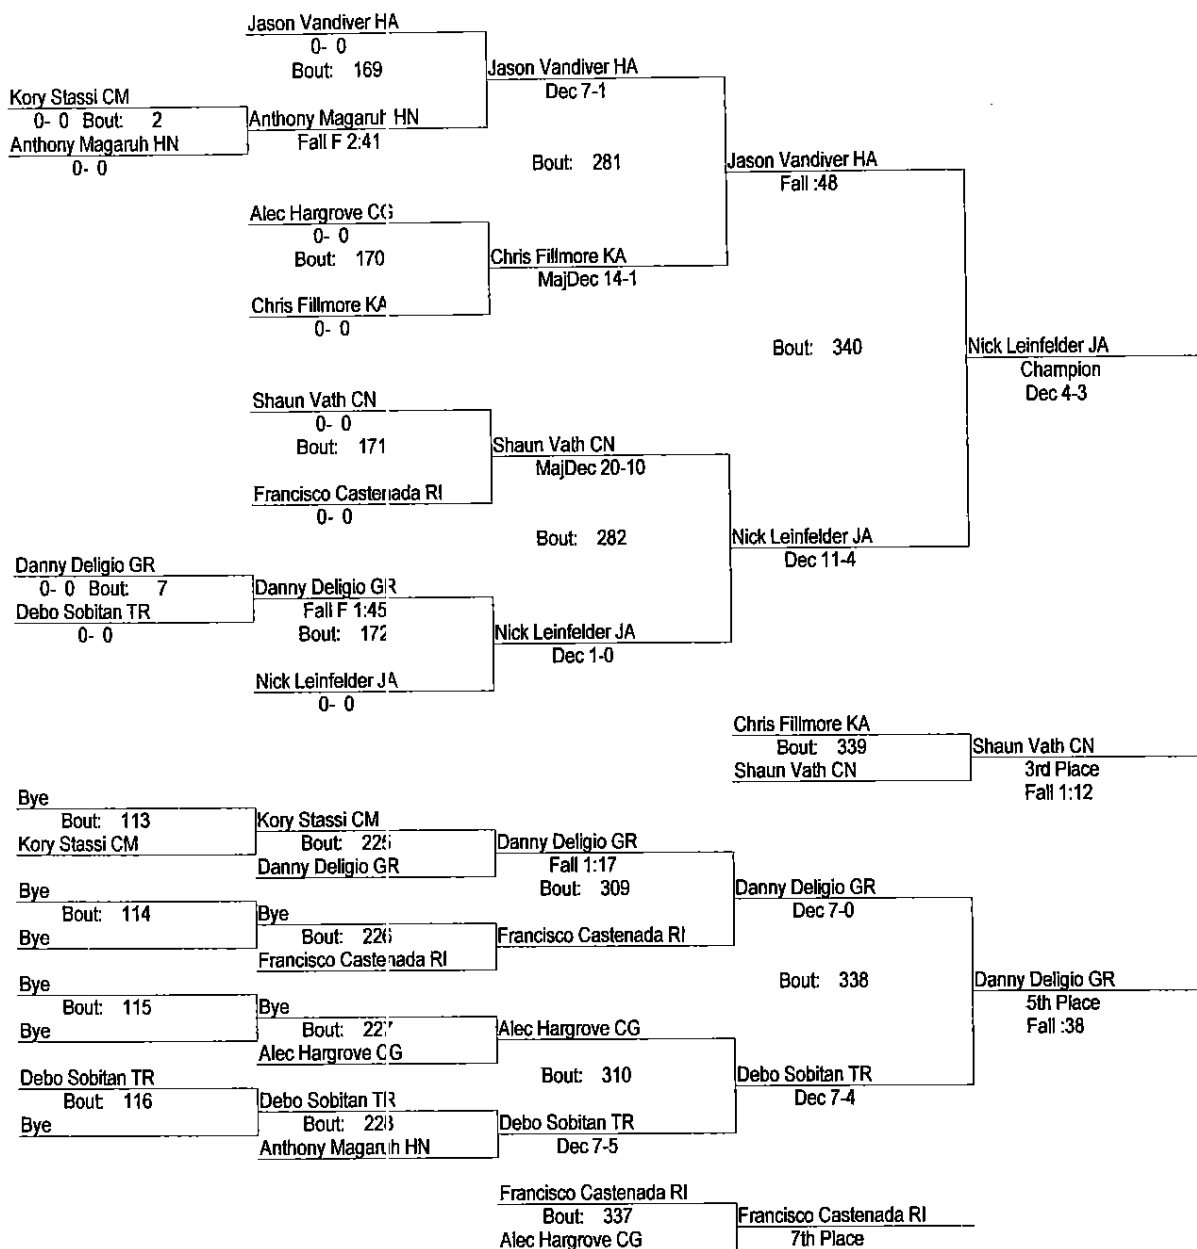 Jason Vandiver HA
0- 0
Bout: 169
Jason Vandiver HA
Dec 7-1
Kory Stassi CM
0- 0 Bout: 2
Anthony Magaruh HN
0- 0
Anthony Magaruh HN
Fall F 2:41
Bout: 281
Jason Vandiver HA
Fall :48
Alec Hargrove CG
0- 0
Bout: 170
Chris Fillmore KA
MajDec 14-1
Chris Fillmore KA
0- 0
Bout: 340
Nick Leinfelder JA
Champion
Dec 4-3
Shaun Vath CN
0- 0
Bout: 171
Shaun Vath CN
MajDec 20-10
Francisco Castenada RI
0- 0
Bout: 282
Nick Leinfelder JA
Dec 11-4
Danny Deligio GR
0- 0 Bout: 7
Debo Sobitan TR
0- 0
Danny Deligio GR
Fall F 1:45
Bout: 172
Nick Leinfelder JA
Dec 1-0
Nick Leinfelder JA
0- 0
Chris Fillmore KA
Bout: 339
Shaun Vath CN
Shaun Vath CN
3rd Place
Fall 1:12
Bye
Bout: 113
Kory Stassi CM
Kory Stassi CM
Bout: 225
Danny Deligio GR
Danny Deligio GR
Fall 1:17
Bout: 309
Danny Deligio GR
Dec 7-0
Bye
Bout: 114
Bye
Bye
Bout: 226
Francisco Castenada RI
Francisco Castenada RI
Bout: 338
Danny Deligio GR
5th Place
Fall :38
Bye
Bout: 115
Bye
Bye
Bout: 227
Alec Hargrove CG
Alec Hargrove CG
Bout: 310
Debo Sobitan TR
Dec 7-4
Debo Sobitan TR
Bout: 116
Bye
Debo Sobitan TR
Bout: 228
Anthony Magaruh HN
Debo Sobitan TR
Dec 7-5
Francisco Castenada RI
Bout: 337
Alec Hargrove CG
Francisco Castenada RI
7th Place